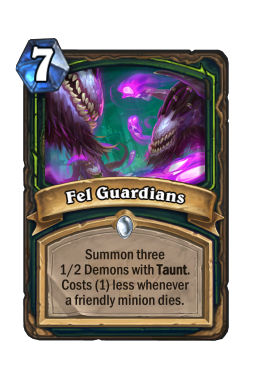 7
Fel Guardians
Summon three
1/2 Demons with Taunt.
Costs (1) less whenever
a friendly minion dies.